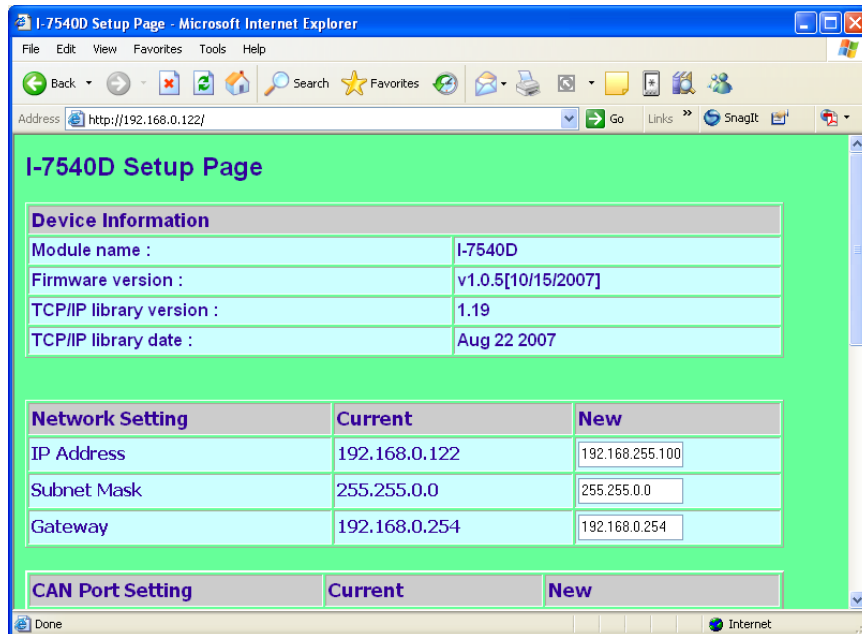 I-7540D Setup Page - Microsoft Internet Explorer
File Edit View Favorites Tools Help
Back Search Favorites
Address http://192.168.0.122/ Go Links » SnagIt
I-7540D Setup Page
Device Information
Module name : I-7540D
Firmware version : v1.0.5[10/15/2007]
TCP/IP library version : 1.19
TCP/IP library date : Aug 22 2007
Network Setting Current New
IP Address 192.168.0.122 192.168.255.100
Subnet Mask 255.255.0.0 255.255.0.0
Gateway 192.168.0.254 192.168.0.254
CAN Port Setting Current New
Done Internet